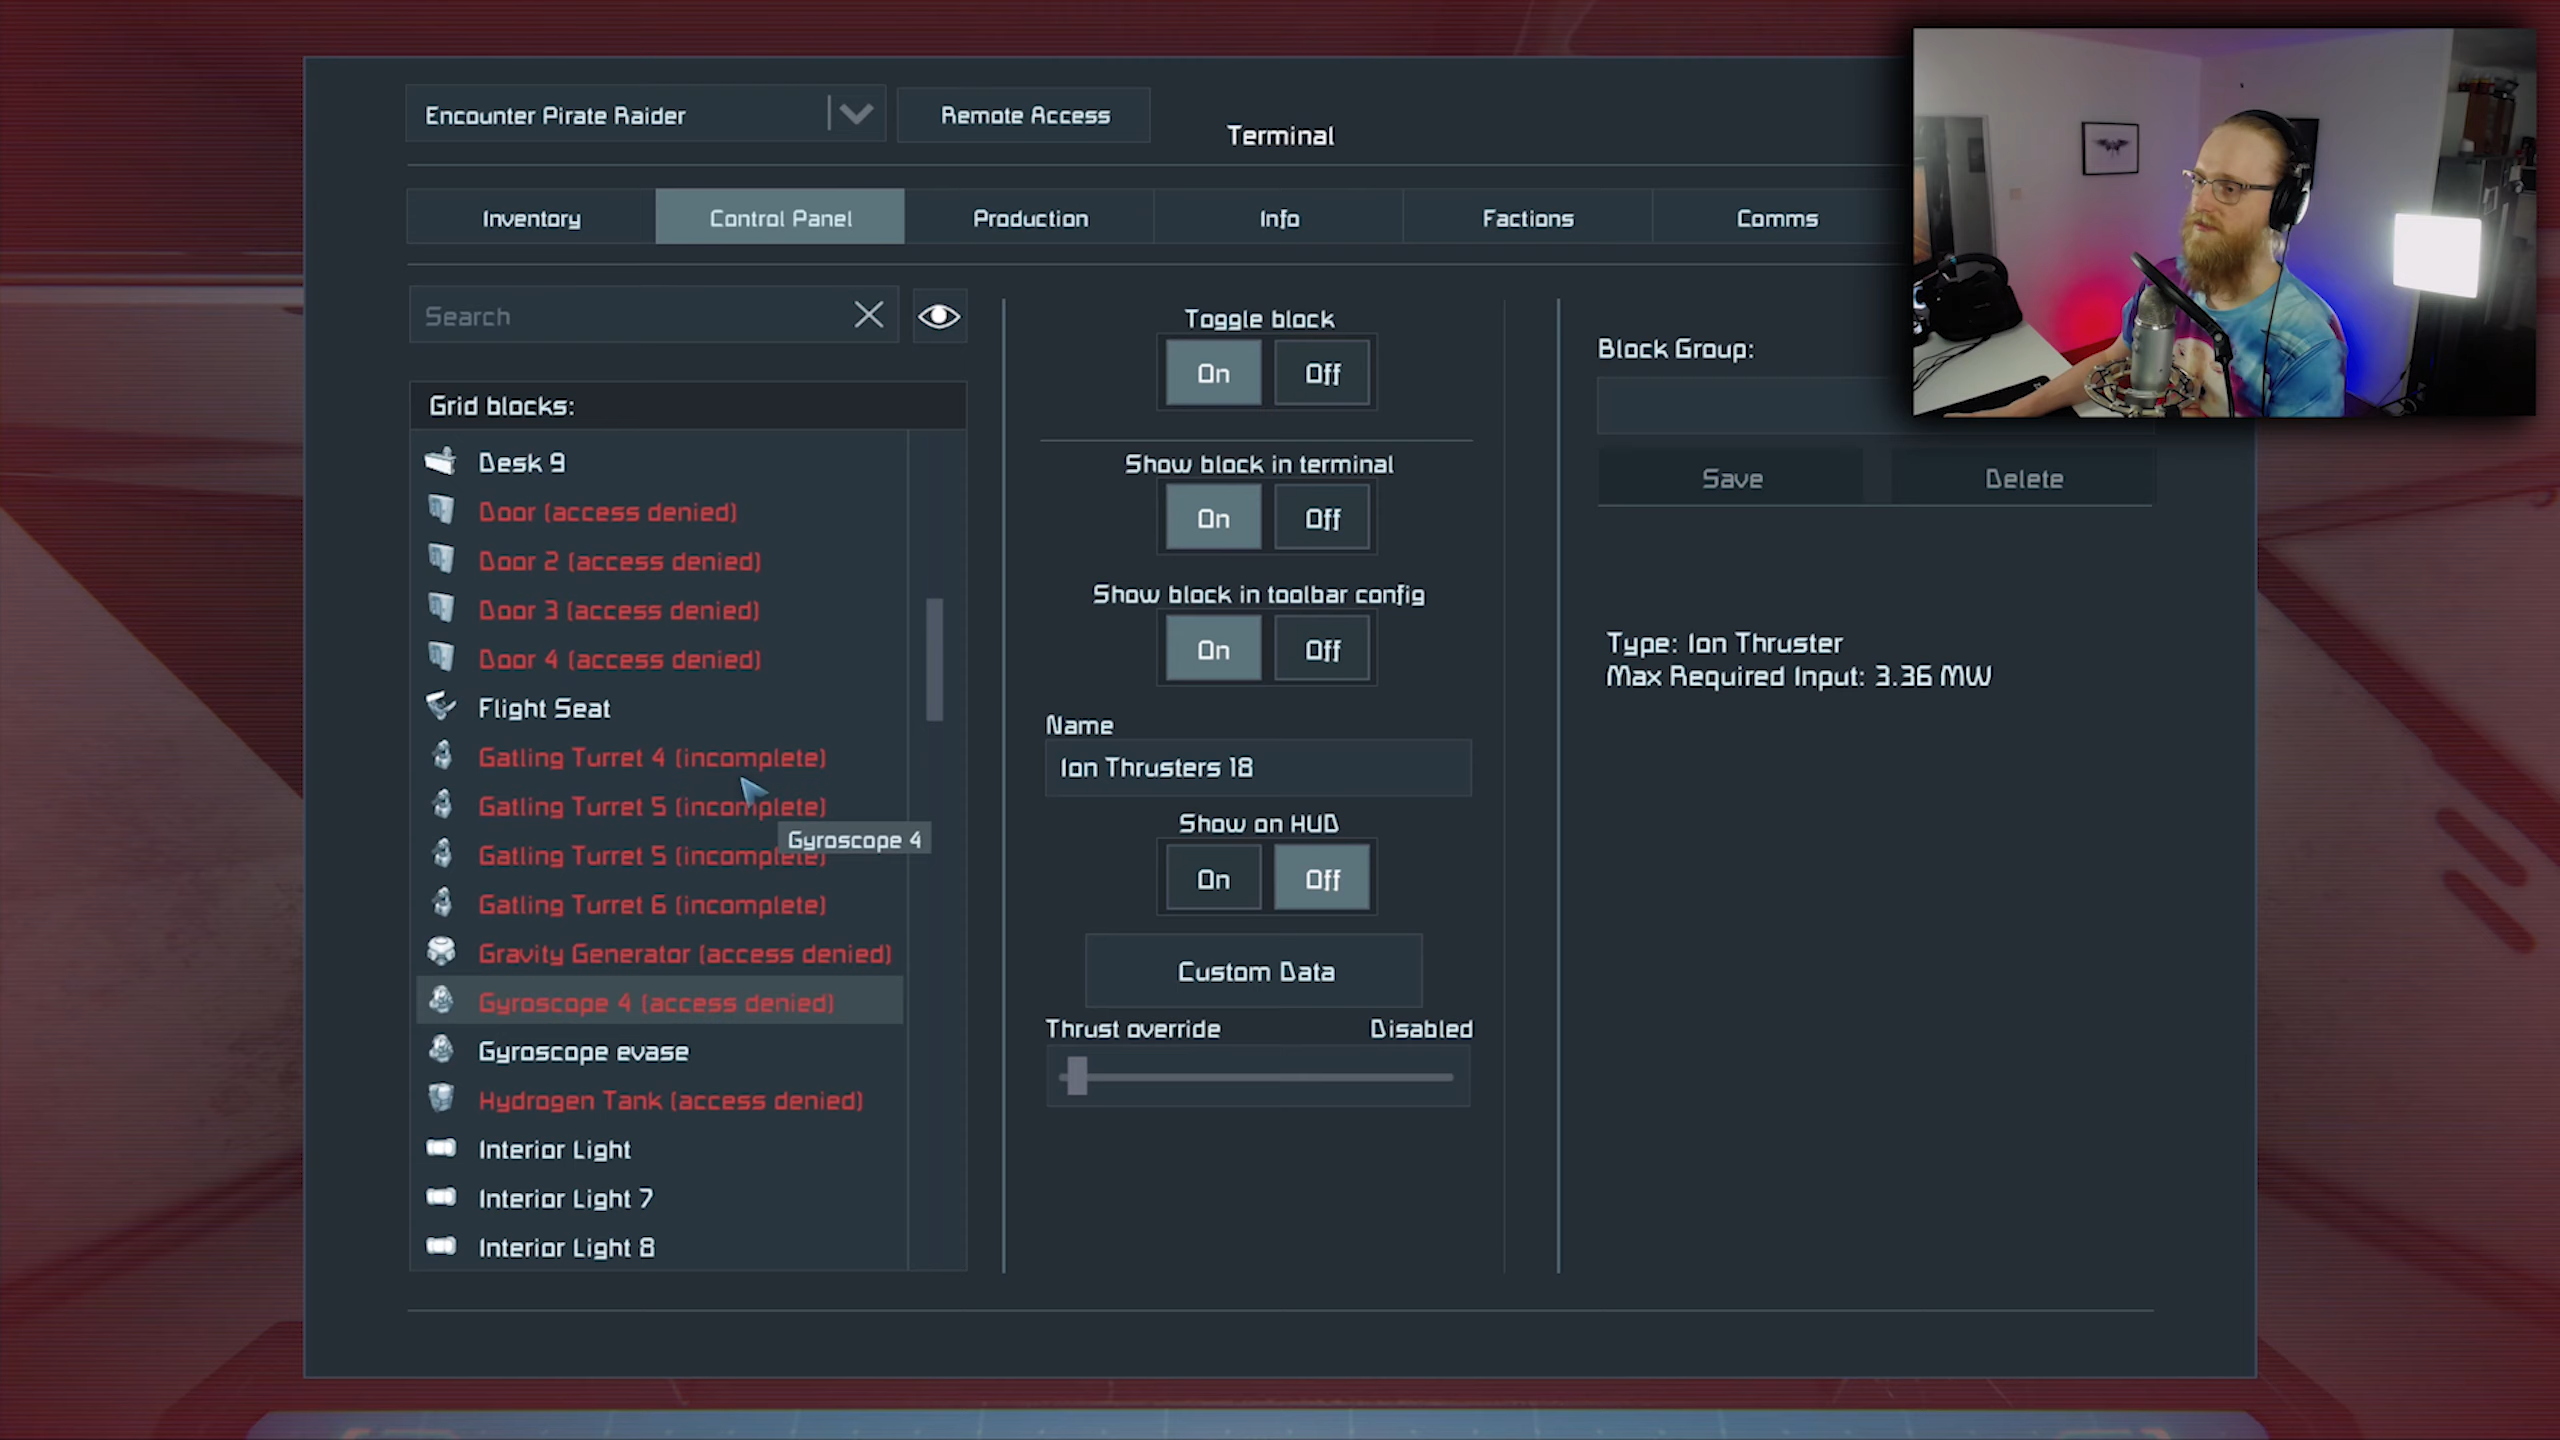 Encounter Pirate Raider
Remote Access
Terminal
Inventory
Control Panel
Production
Info
Factions
Comms
Search
Grid blocks:
Desk 9
Door (access denied)
Door 2 (access denied)
Door 3 (access denied)
Door 4 (access denied)
Flight Seat
Gatling Turret 4 (incomplete)
Gatling Turret 5 (incomplete)
Gatling Turret 5 (incomplete)
Gatling Turret 6 (incomplete)
Gravity Generator (access denied)
Gyroscope 4 (access denied)
Gyroscope evase
Hydrogen Tank (access denied)
Interior Light
Interior Light 7
Interior Light 8
Gyroscope 4
Toggle block
On Off
Show block in terminal
On Off
Show block in toolbar config
On Off
Name
Ion Thrusters 18
Show on HUD
On Off
Custom Data
Thrust override Disabled
Block Group:
Save Delete
Type: Ion Thruster
Max Required Input: 3.36 MW